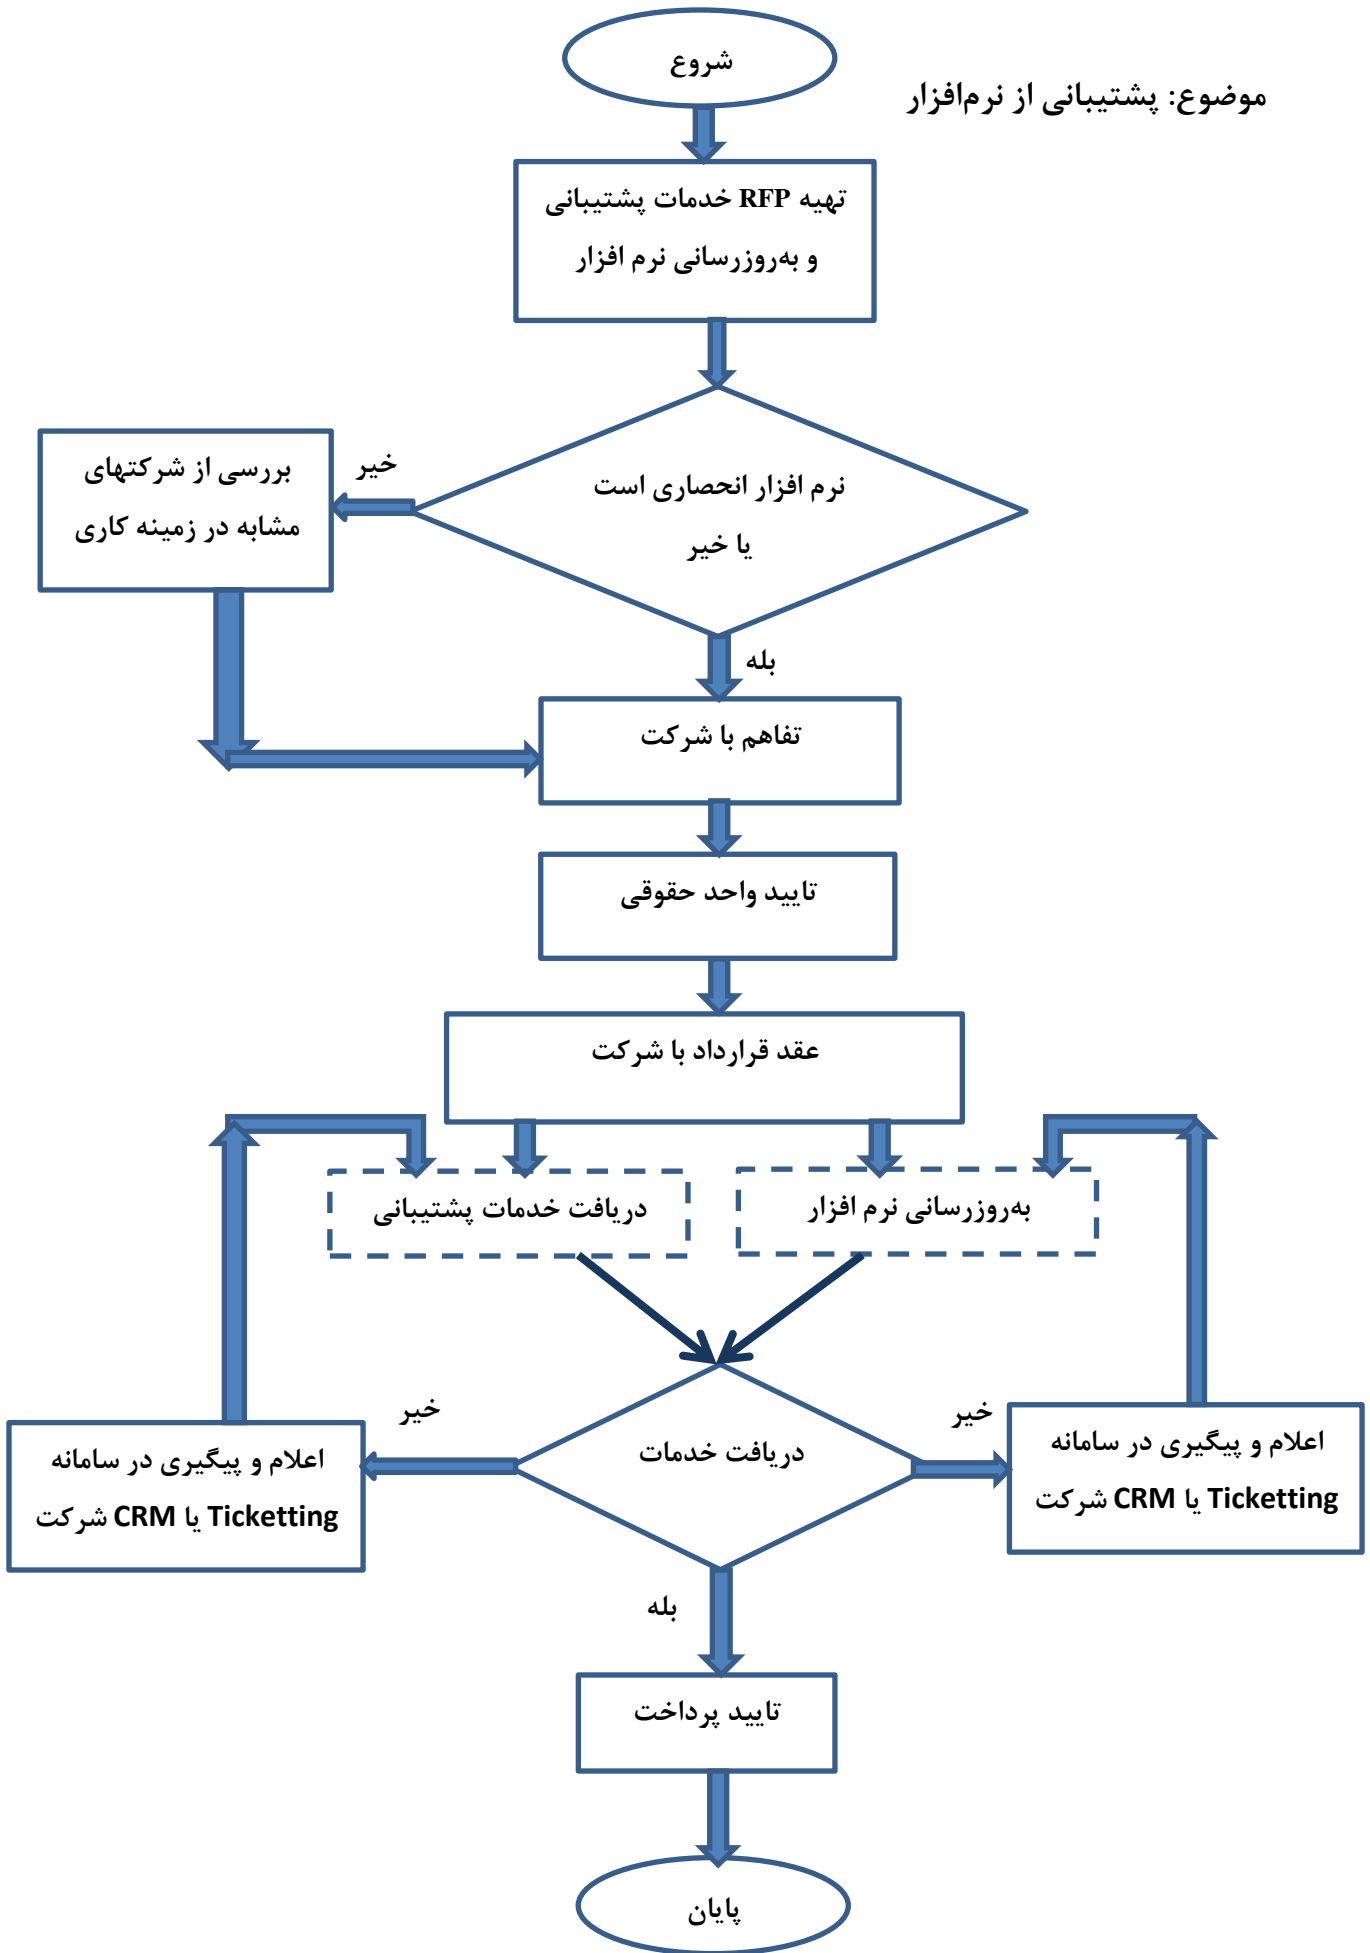 شروع
موضوع: پشتیبانی از نرم‌افزار
تهیه RFP خدمات پشتیبانی
و به‌روزرسانی نرم افزار
نرم افزار انحصاری است
یا خیر
خیر
بررسی از شرکتهای
مشابه در زمینه کاری
بله
تفاهم با شرکت
تایید واحد حقوقی
عقد قرارداد با شرکت
به‌روزرسانی نرم افزار
دریافت خدمات پشتیبانی
دریافت خدمات
خیر
اعلام و پیگیری در سامانه
Ticketting یا CRM شرکت
خیر
اعلام و پیگیری در سامانه
Ticketting یا CRM شرکت
بله
تایید پرداخت
پایان